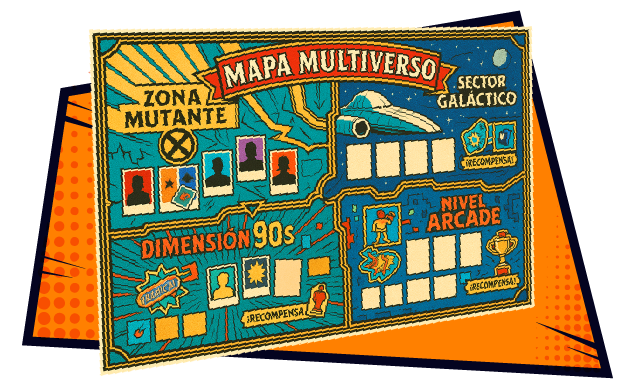 MAPA MULTIVERSO
ZONA
MUTANTE
SECTOR
GALÁCTICO
¡RECOMPENSA!
DIMENSIÓN 90s
¡RECOMPENSA
NIVEL
ARCADE
¡RECOMPENSA!